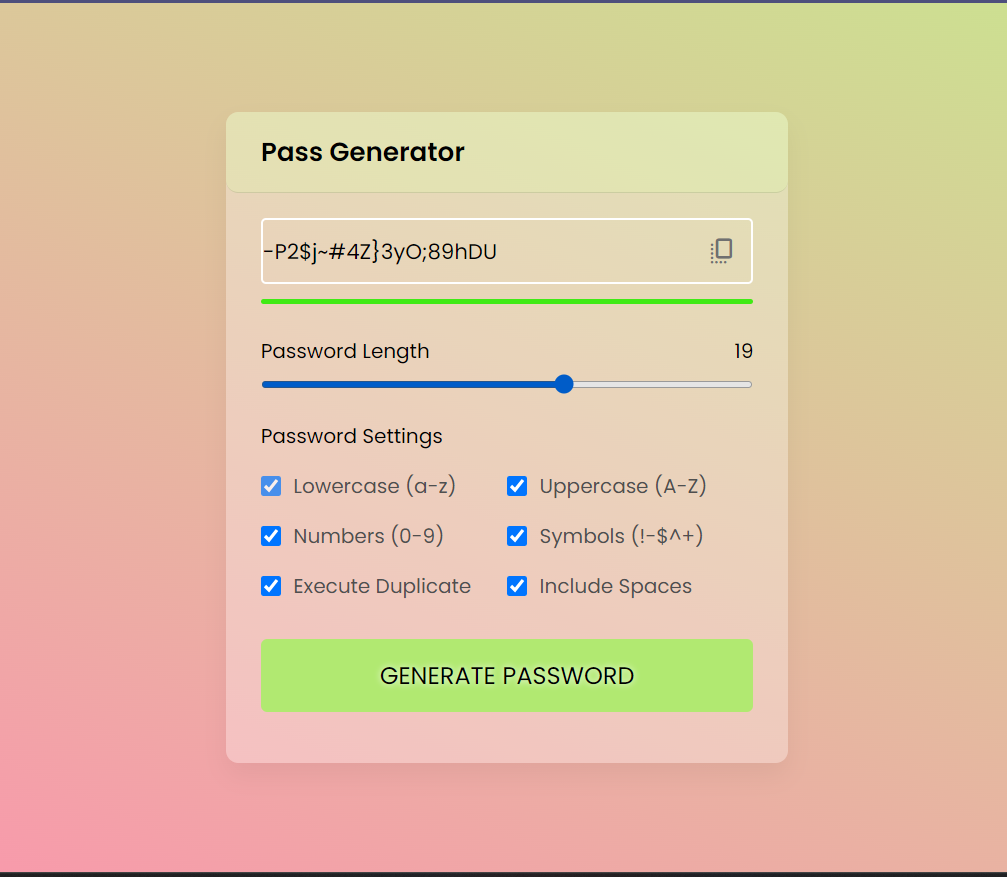 Pass Generator
-P2$j~#4Z}3yO;89hDU
Password Length 19
Password Settings
Lowercase (a-z) Uppercase (A-Z)
Numbers (0-9) Symbols (!-$^+)
Execute Duplicate Include Spaces
GENERATE PASSWORD